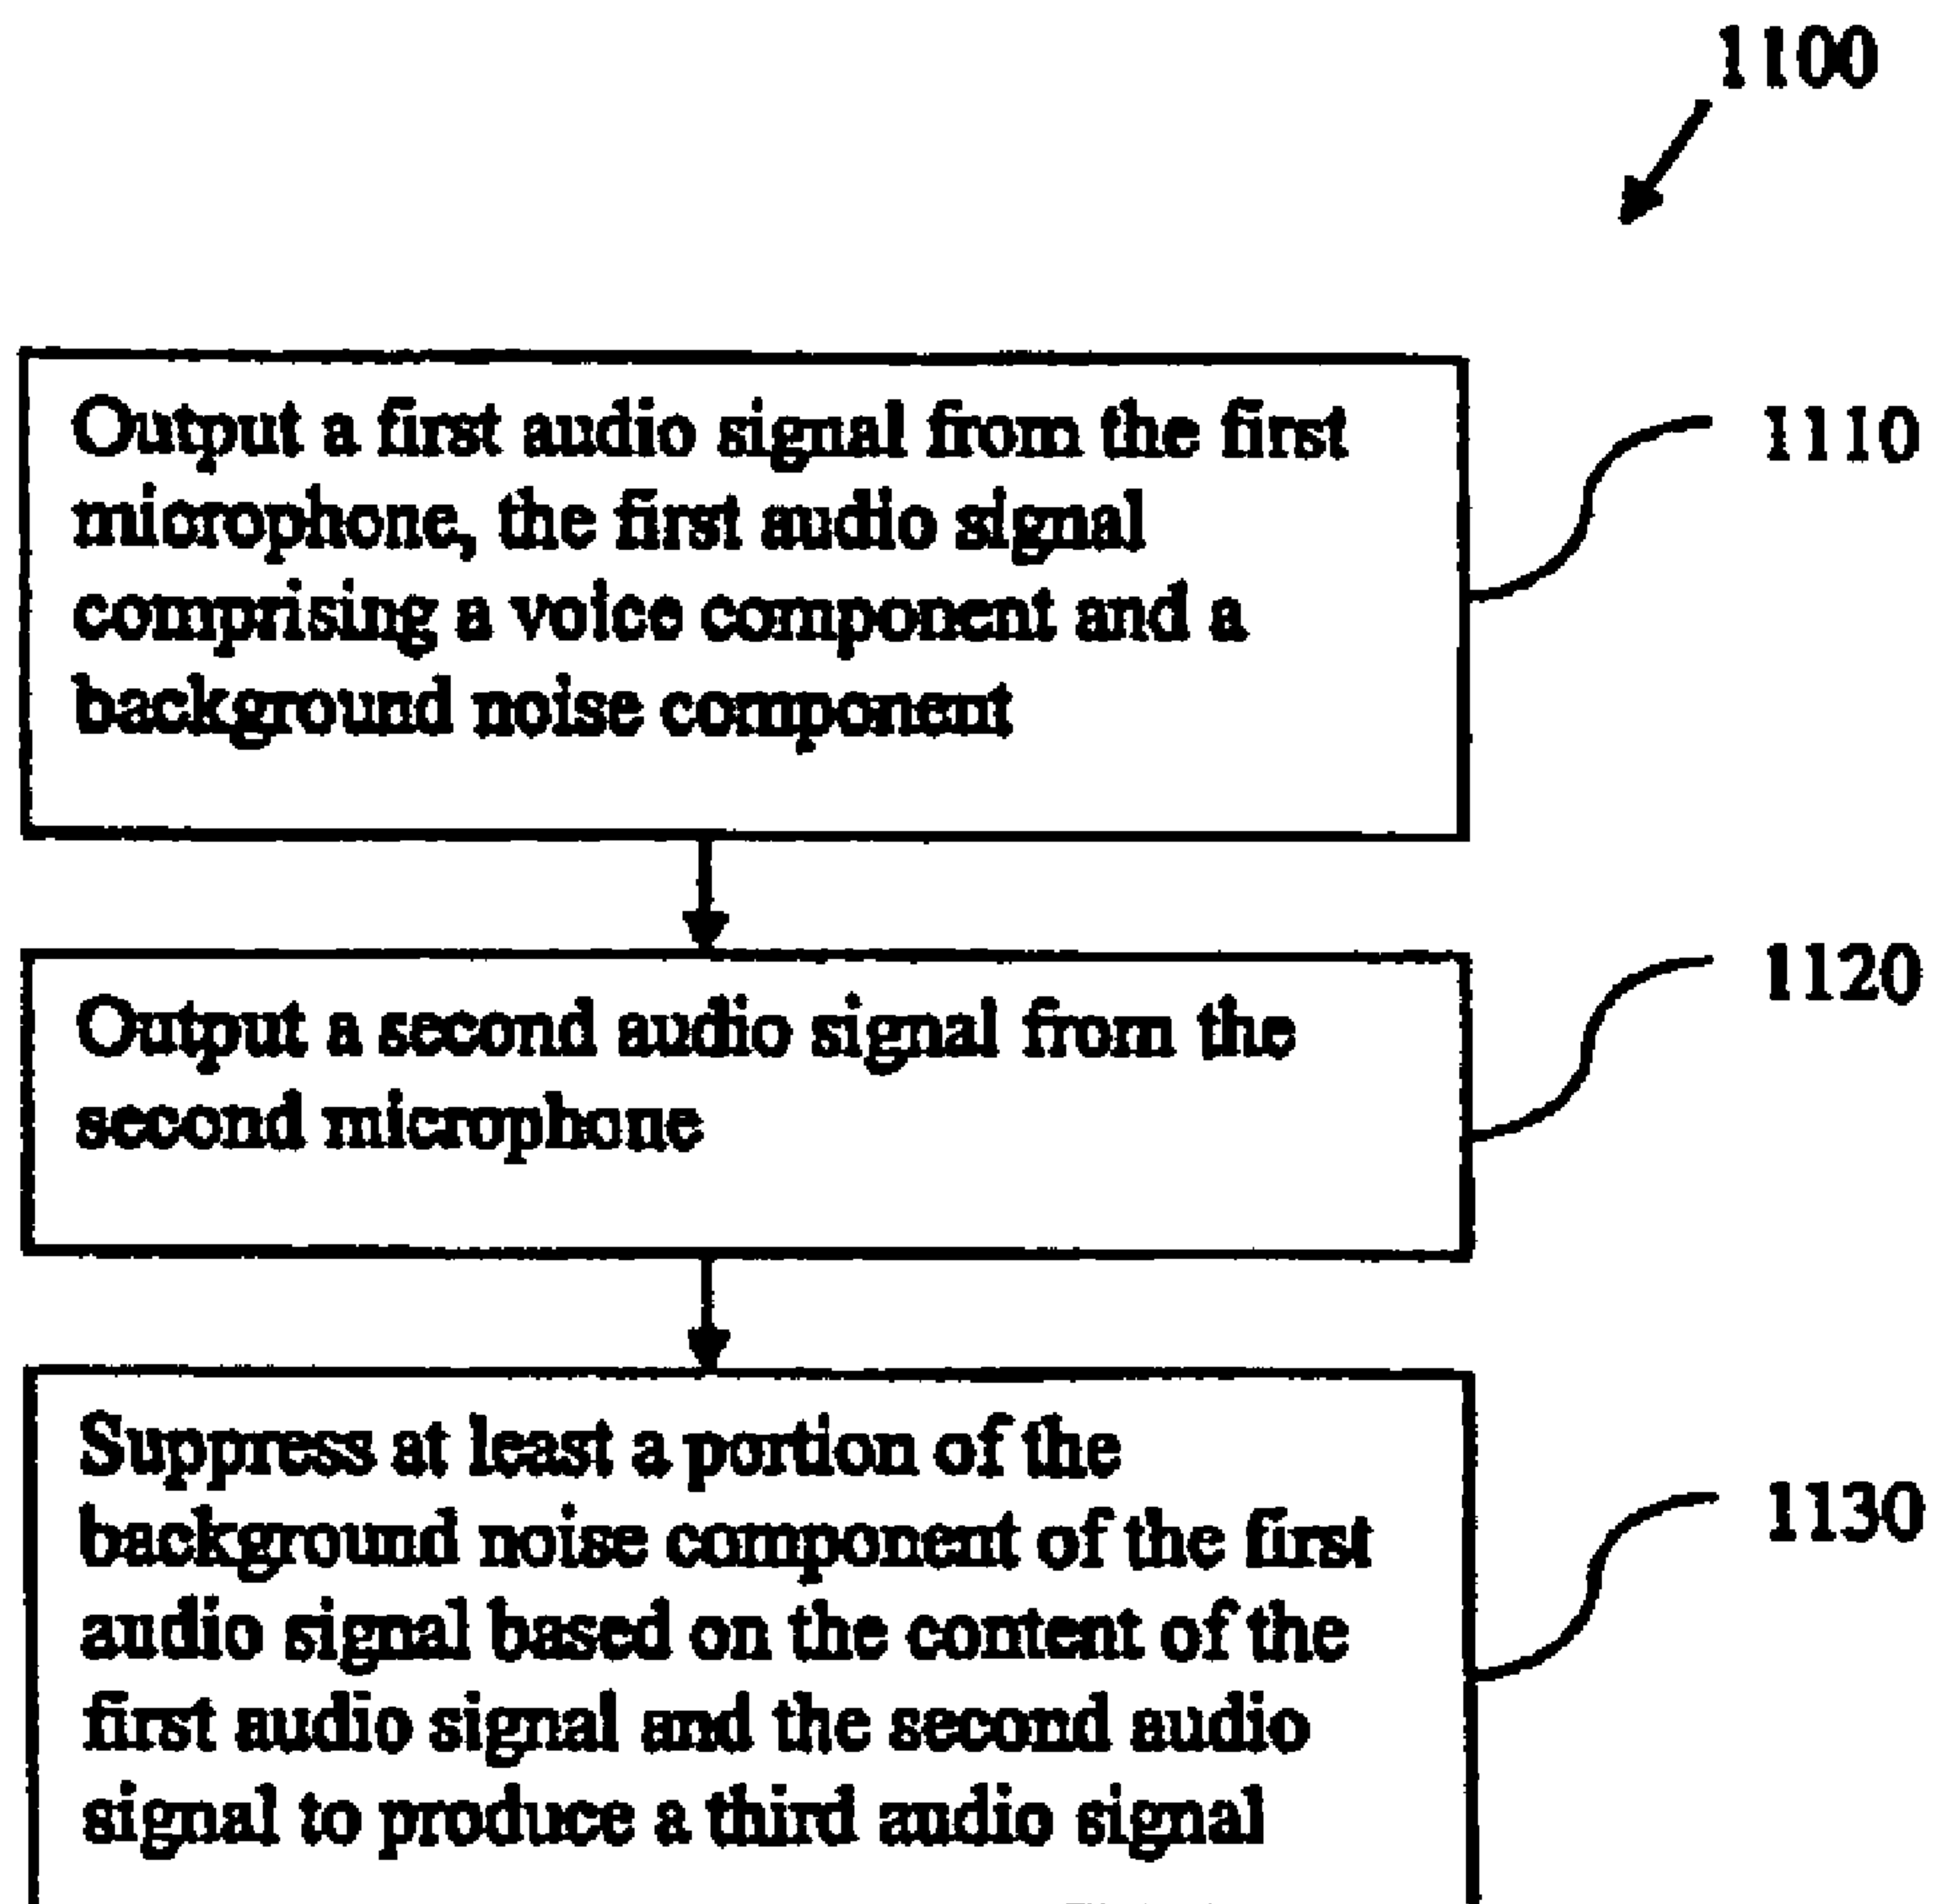 1100
Output a first audio signal from the first
microphone, the first audio signal
comprising a voice component and a
background noise component
1110
Output a second audio signal from the
second microphone
1120
Suppress at least a portion of the
background noise component of the first
audio signal based on the content of the
first audio signal and the second audio
signal to produce a third audio signal
1130